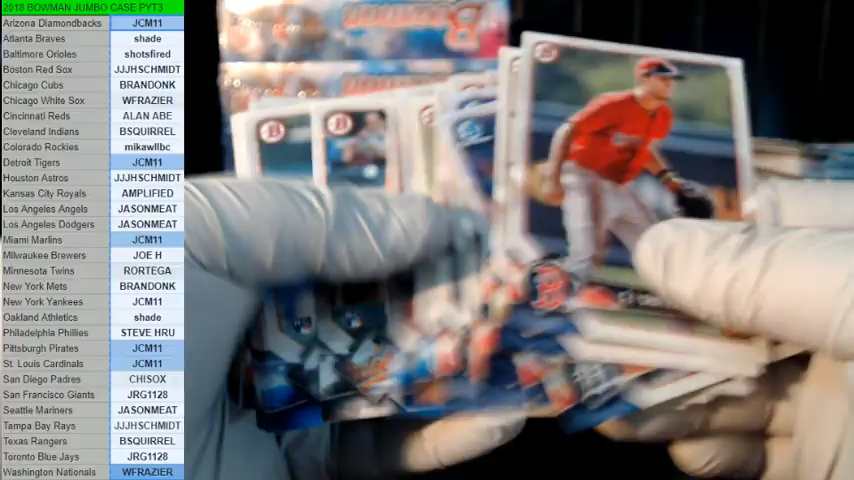 2018 BOWMAN JUMBO CASE PYT3
Arizona Diamondbacks JCM11
Atlanta Braves shade
Baltimore Orioles shotsfired
Boston Red Sox JJJHSCHMIDT
Chicago Cubs BRANDONK
Chicago White Sox WFRAZIER
Cincinnati Reds ALAN ABE
Cleveland Indians BSQUIRREL
Colorado Rockies mikawllbc
Detroit Tigers JCM11
Houston Astros JJJHSCHMIDT
Kansas City Royals AMPLIFIED
Los Angeles Angels JASONMEAT
Los Angeles Dodgers JASONMEAT
Miami Marlins JCM11
Milwaukee Brewers JOE H
Minnesota Twins RORTEGA
New York Mets BRANDONK
New York Yankees JCM11
Oakland Athletics shade
Philadelphia Phillies STEVE HRU
Pittsburgh Pirates JCM11
St. Louis Cardinals JCM11
San Diego Padres CHISOX
San Francisco Giants JRG1128
Seattle Mariners JASONMEAT
Tampa Bay Rays JJJHSCHMIDT
Texas Rangers BSQUIRREL
Toronto Blue Jays JRG1128
Washington Nationals WFRAZIER
B